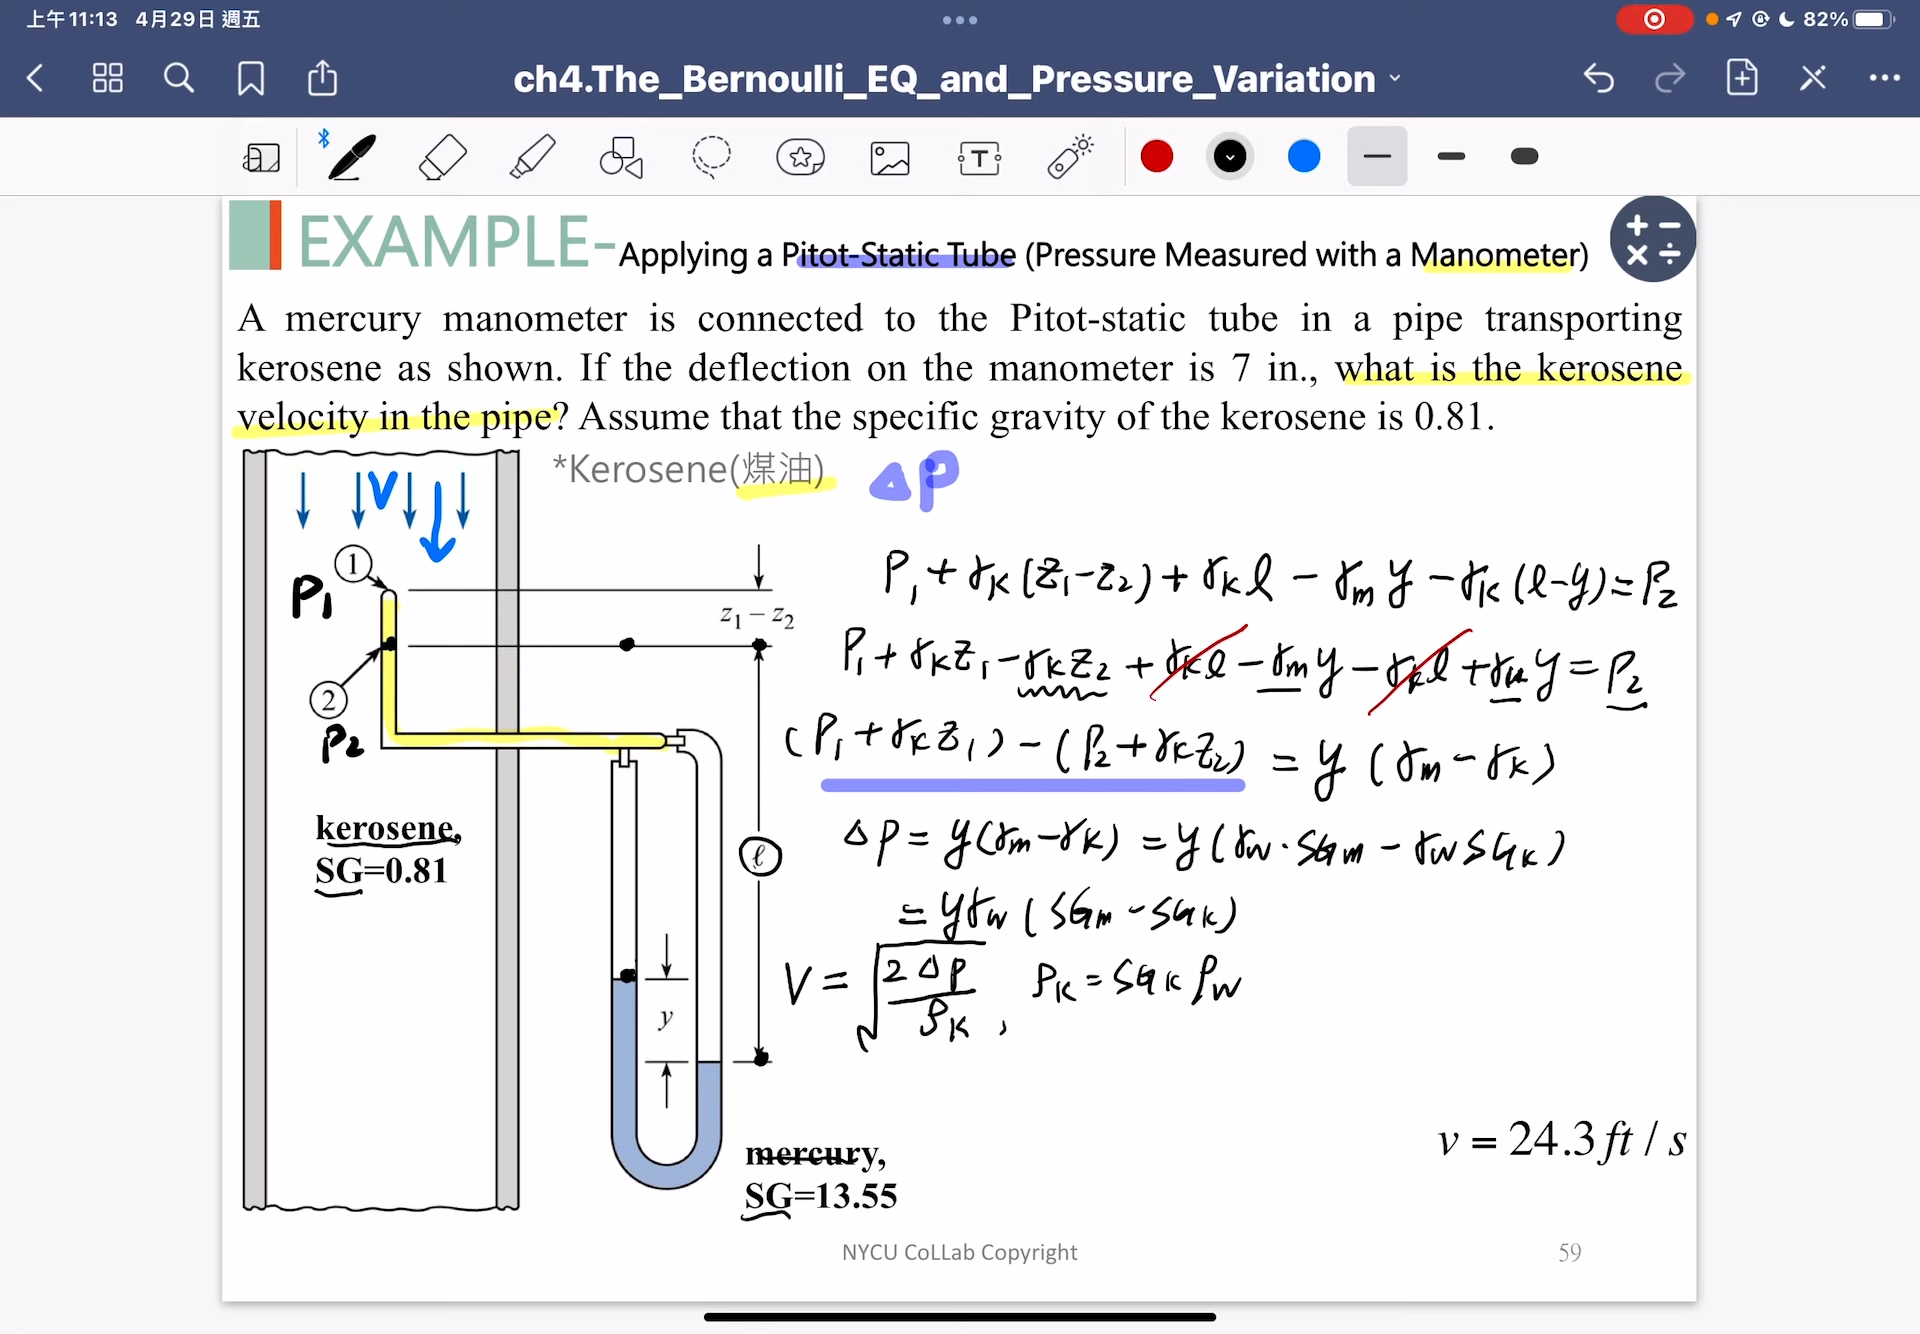 上午11:13 4月29日 週五
82%
ch4.The_Bernoulli_EQ_and_Pressure_Variation
EXAMPLE-Applying a Pitot-Static Tube (Pressure Measured with a Manometer)
A mercury manometer is connected to the Pitot-static tube in a pipe transporting
kerosene as shown. If the deflection on the manometer is 7 in., what is the kerosene
velocity in the pipe? Assume that the specific gravity of the kerosene is 0.81.
*Kerosene(煤油)
ΔP
V
1
P₁
z₁ − z₂
2
P₂
kerosene,
SG=0.81
ℓ
y
mercury,
SG=13.55
P₁ + γₖ (z₁-z₂) + γₖ l − γₘ y − γₖ (l-y) = P₂
P₁ + γₖz₁ − γₖz₂ + γₖl − γₘ y − γₖl + γₖ y = P₂
(P₁ + γₖz₁) − (P₂ + γₖz₂) = y (γₘ − γₖ)
ΔP = y(γₘ−γₖ) = y(γw · SGₘ − γw SGₖ)
= yγw (SGₘ − SGₖ)
V = √(2ΔP/ρₖ) , ρₖ = SGₖ ρw
v = 24.3 ft / s
NYCU CoLLab Copyright
59